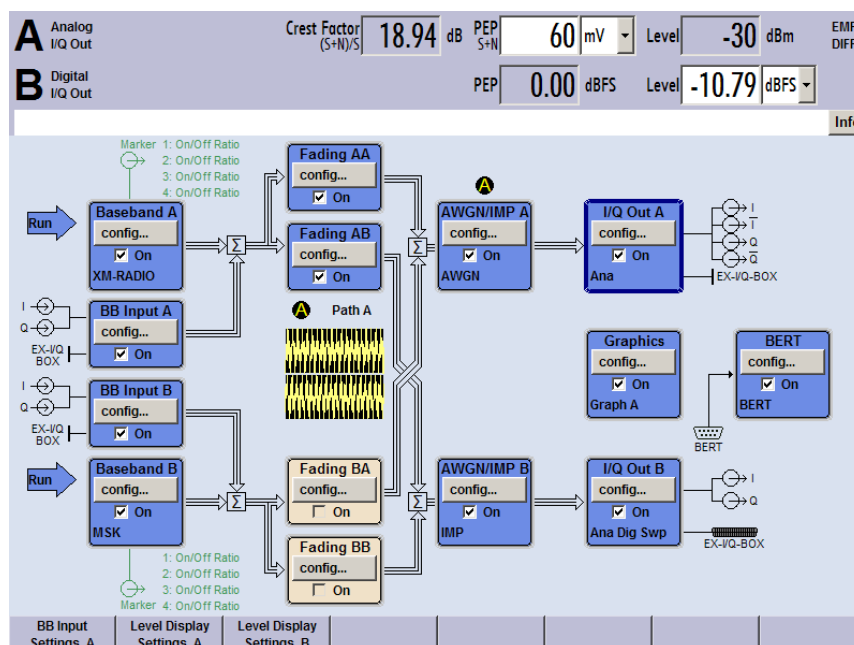 A Analog I/Q Out
Crest Factor (S+N)/S 18.94 dB PEP S+N 60 mV Level -30 dBm
B Digital I/Q Out
PEP 0.00 dBFS Level -10.79 dBFS
Marker 1: On/Off Ratio
2: On/Off Ratio
3: On/Off Ratio
4: On/Off Ratio
Run
Baseband A
config...
On
XM-RADIO
I
Q
EX-I/Q BOX
BB Input A
config...
On
I
Q
EX-I/Q BOX
BB Input B
config...
On
Run
Baseband B
config...
On
MSK
1: On/Off Ratio
2: On/Off Ratio
3: On/Off Ratio
Marker 4: On/Off Ratio
Σ
Σ
Fading AA
config...
On
Fading AB
config...
On
A Path A
Fading BA
config...
On
Fading BB
config...
On
Σ
Σ
A
AWGN/IMP A
config...
On
AWGN
AWGN/IMP B
config...
On
IMP
I/Q Out A
config...
On
Ana
I
I
Q
Q
EX-I/Q-BOX
Graphics
config...
On
Graph A
BERT
config...
On
BERT
BERT
I/Q Out B
config...
On
Ana Dig Swp
I
Q
EX-I/Q-BOX
BB Input Settings A
Level Display Settings A
Level Display Settings B